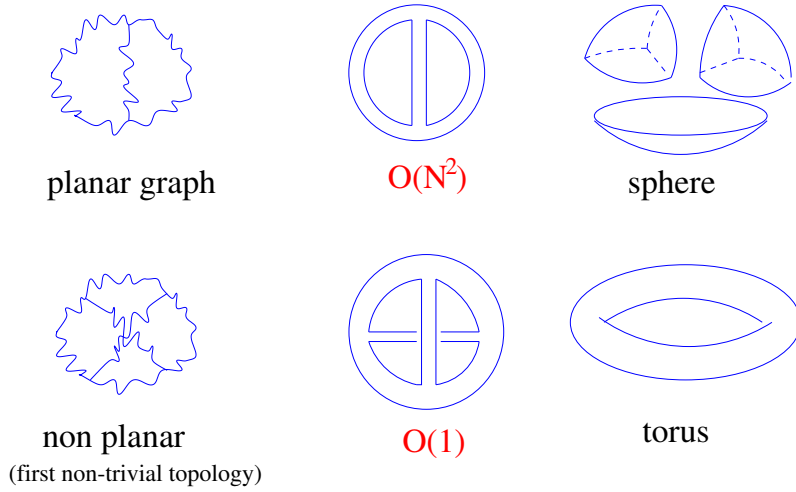 planar graph
O(N²)
sphere
non planar
(first non-trivial topology)
O(1)
torus